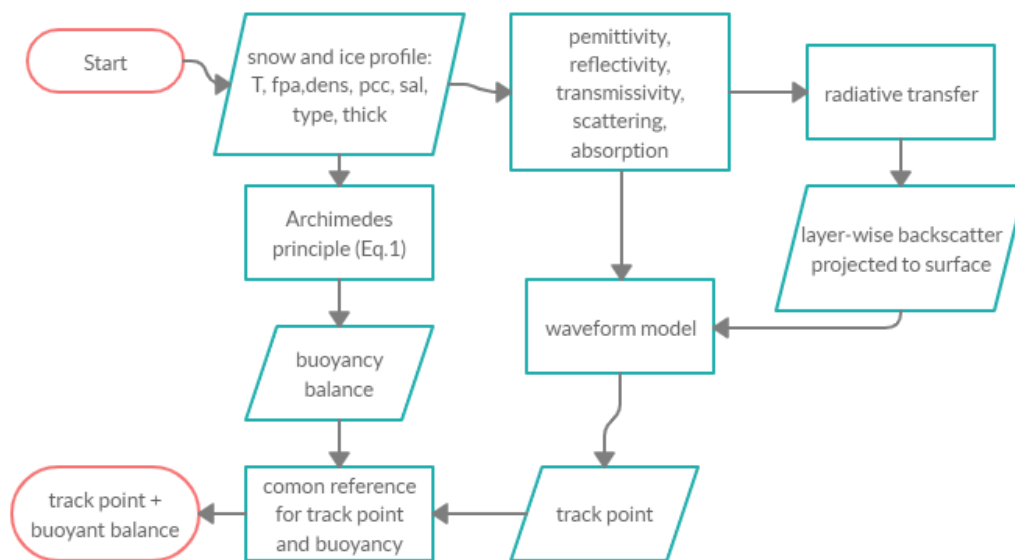 Start
snow and ice profile:
T, fpa,dens, pcc, sal,
type, thick
pemittivity,
reflectivity,
transmissivity,
scattering,
absorption
radiative transfer
Archimedes
principle (Eq.1)
layer-wise backscatter
projected to surface
waveform model
buoyancy
balance
track point +
buoyant balance
comon reference
for track point
and buoyancy
track point